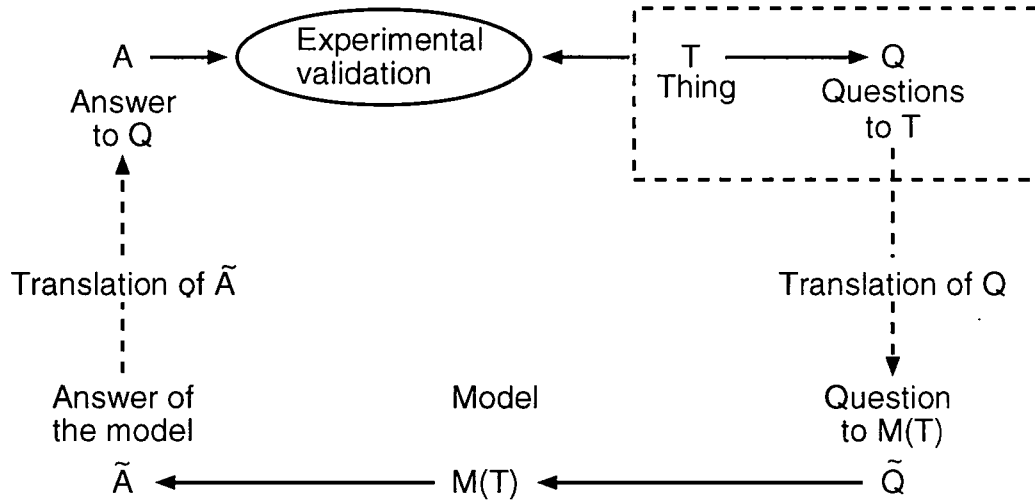 A
Experimental
validation
T
Thing
Q
Questions
to T
Answer
to Q
Translation of Ã
Translation of Q
Answer of
the model
Ã
Model
M(T)
Question
to M(T)
Q̃